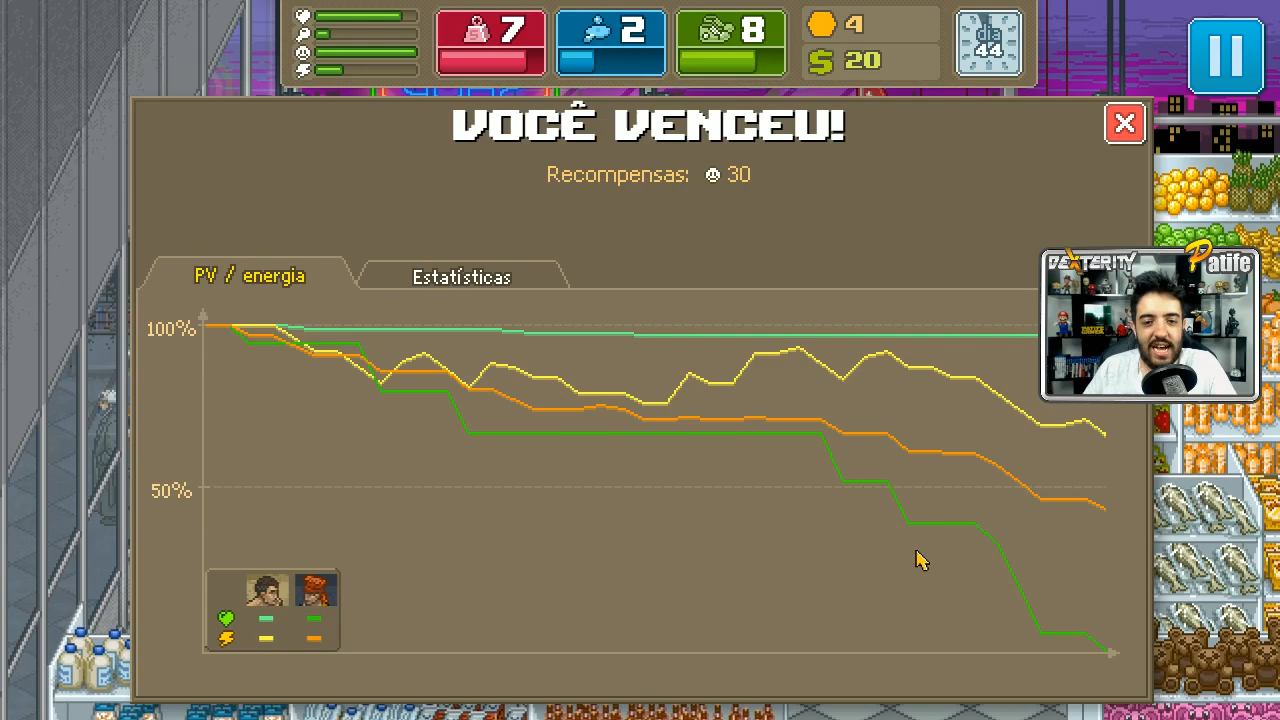 7
2
8
4
20
dia
44
VOCÊ VENCEU!
Recompensas: 30
PV / energia
Estatísticas
DEXTERITY
Patife
100%
50%